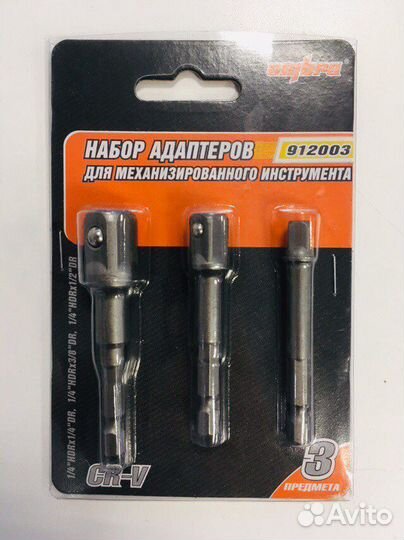 НАБОР АДАПТЕРОВ
912003
ДЛЯ МЕХАНИЗИРОВАННОГО ИНСТРУМЕНТА
1/4"HDRx1/4"DR, 1/4"HDRx3/8"DR, 1/4"HDRx1/2"DR
CR-V
3
ПРЕДМЕТА
Avito